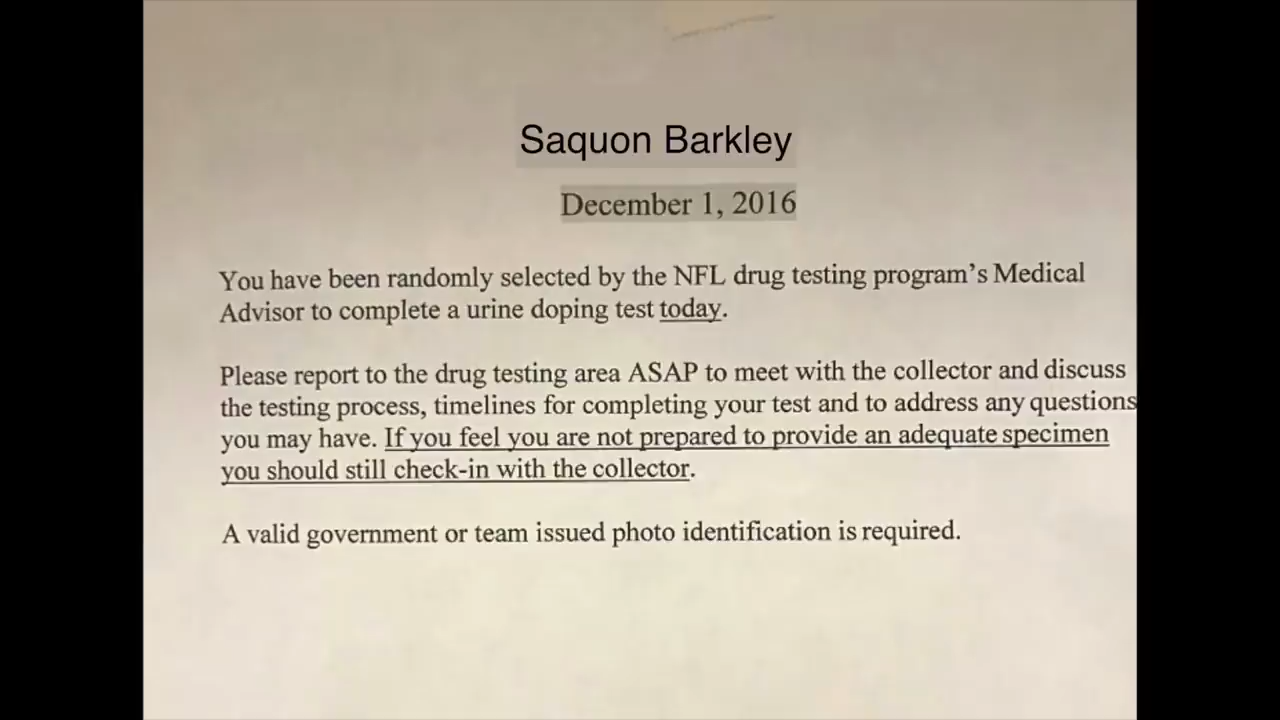 Saquon Barkley
December 1, 2016
You have been randomly selected by the NFL drug testing program's Medical
Advisor to complete a urine doping test today.
Please report to the drug testing area ASAP to meet with the collector and discuss
the testing process, timelines for completing your test and to address any questions
you may have. If you feel you are not prepared to provide an adequate specimen
you should still check-in with the collector.
A valid government or team issued photo identification is required.